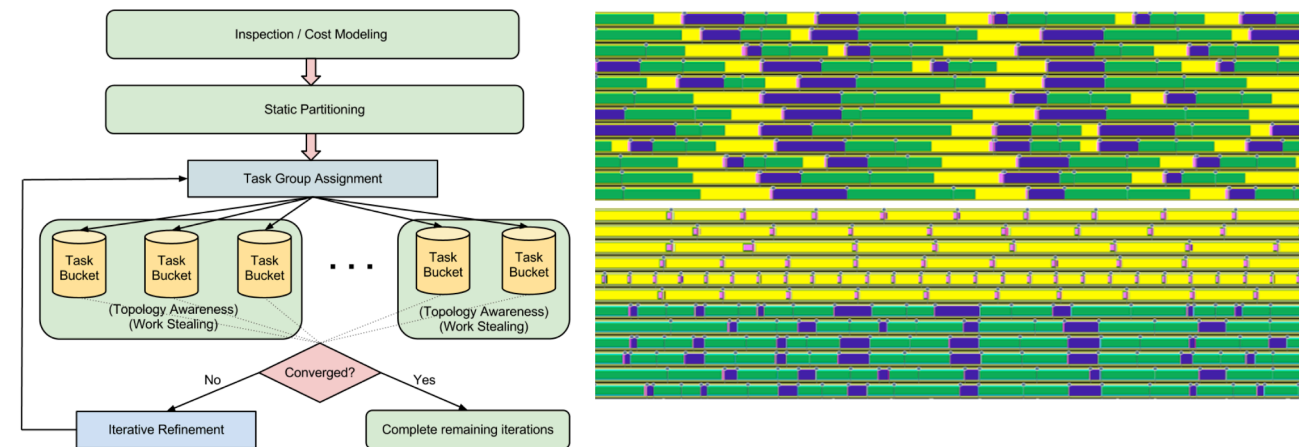 Inspection / Cost Modeling
Static Partitioning
Task Group Assignment
Task
Bucket
Task
Bucket
Task
Bucket
. . .
Task
Bucket
Task
Bucket
(Topology Awareness)
(Work Stealing)
(Topology Awareness)
(Work Stealing)
Converged?
No
Yes
Iterative Refinement
Complete remaining iterations